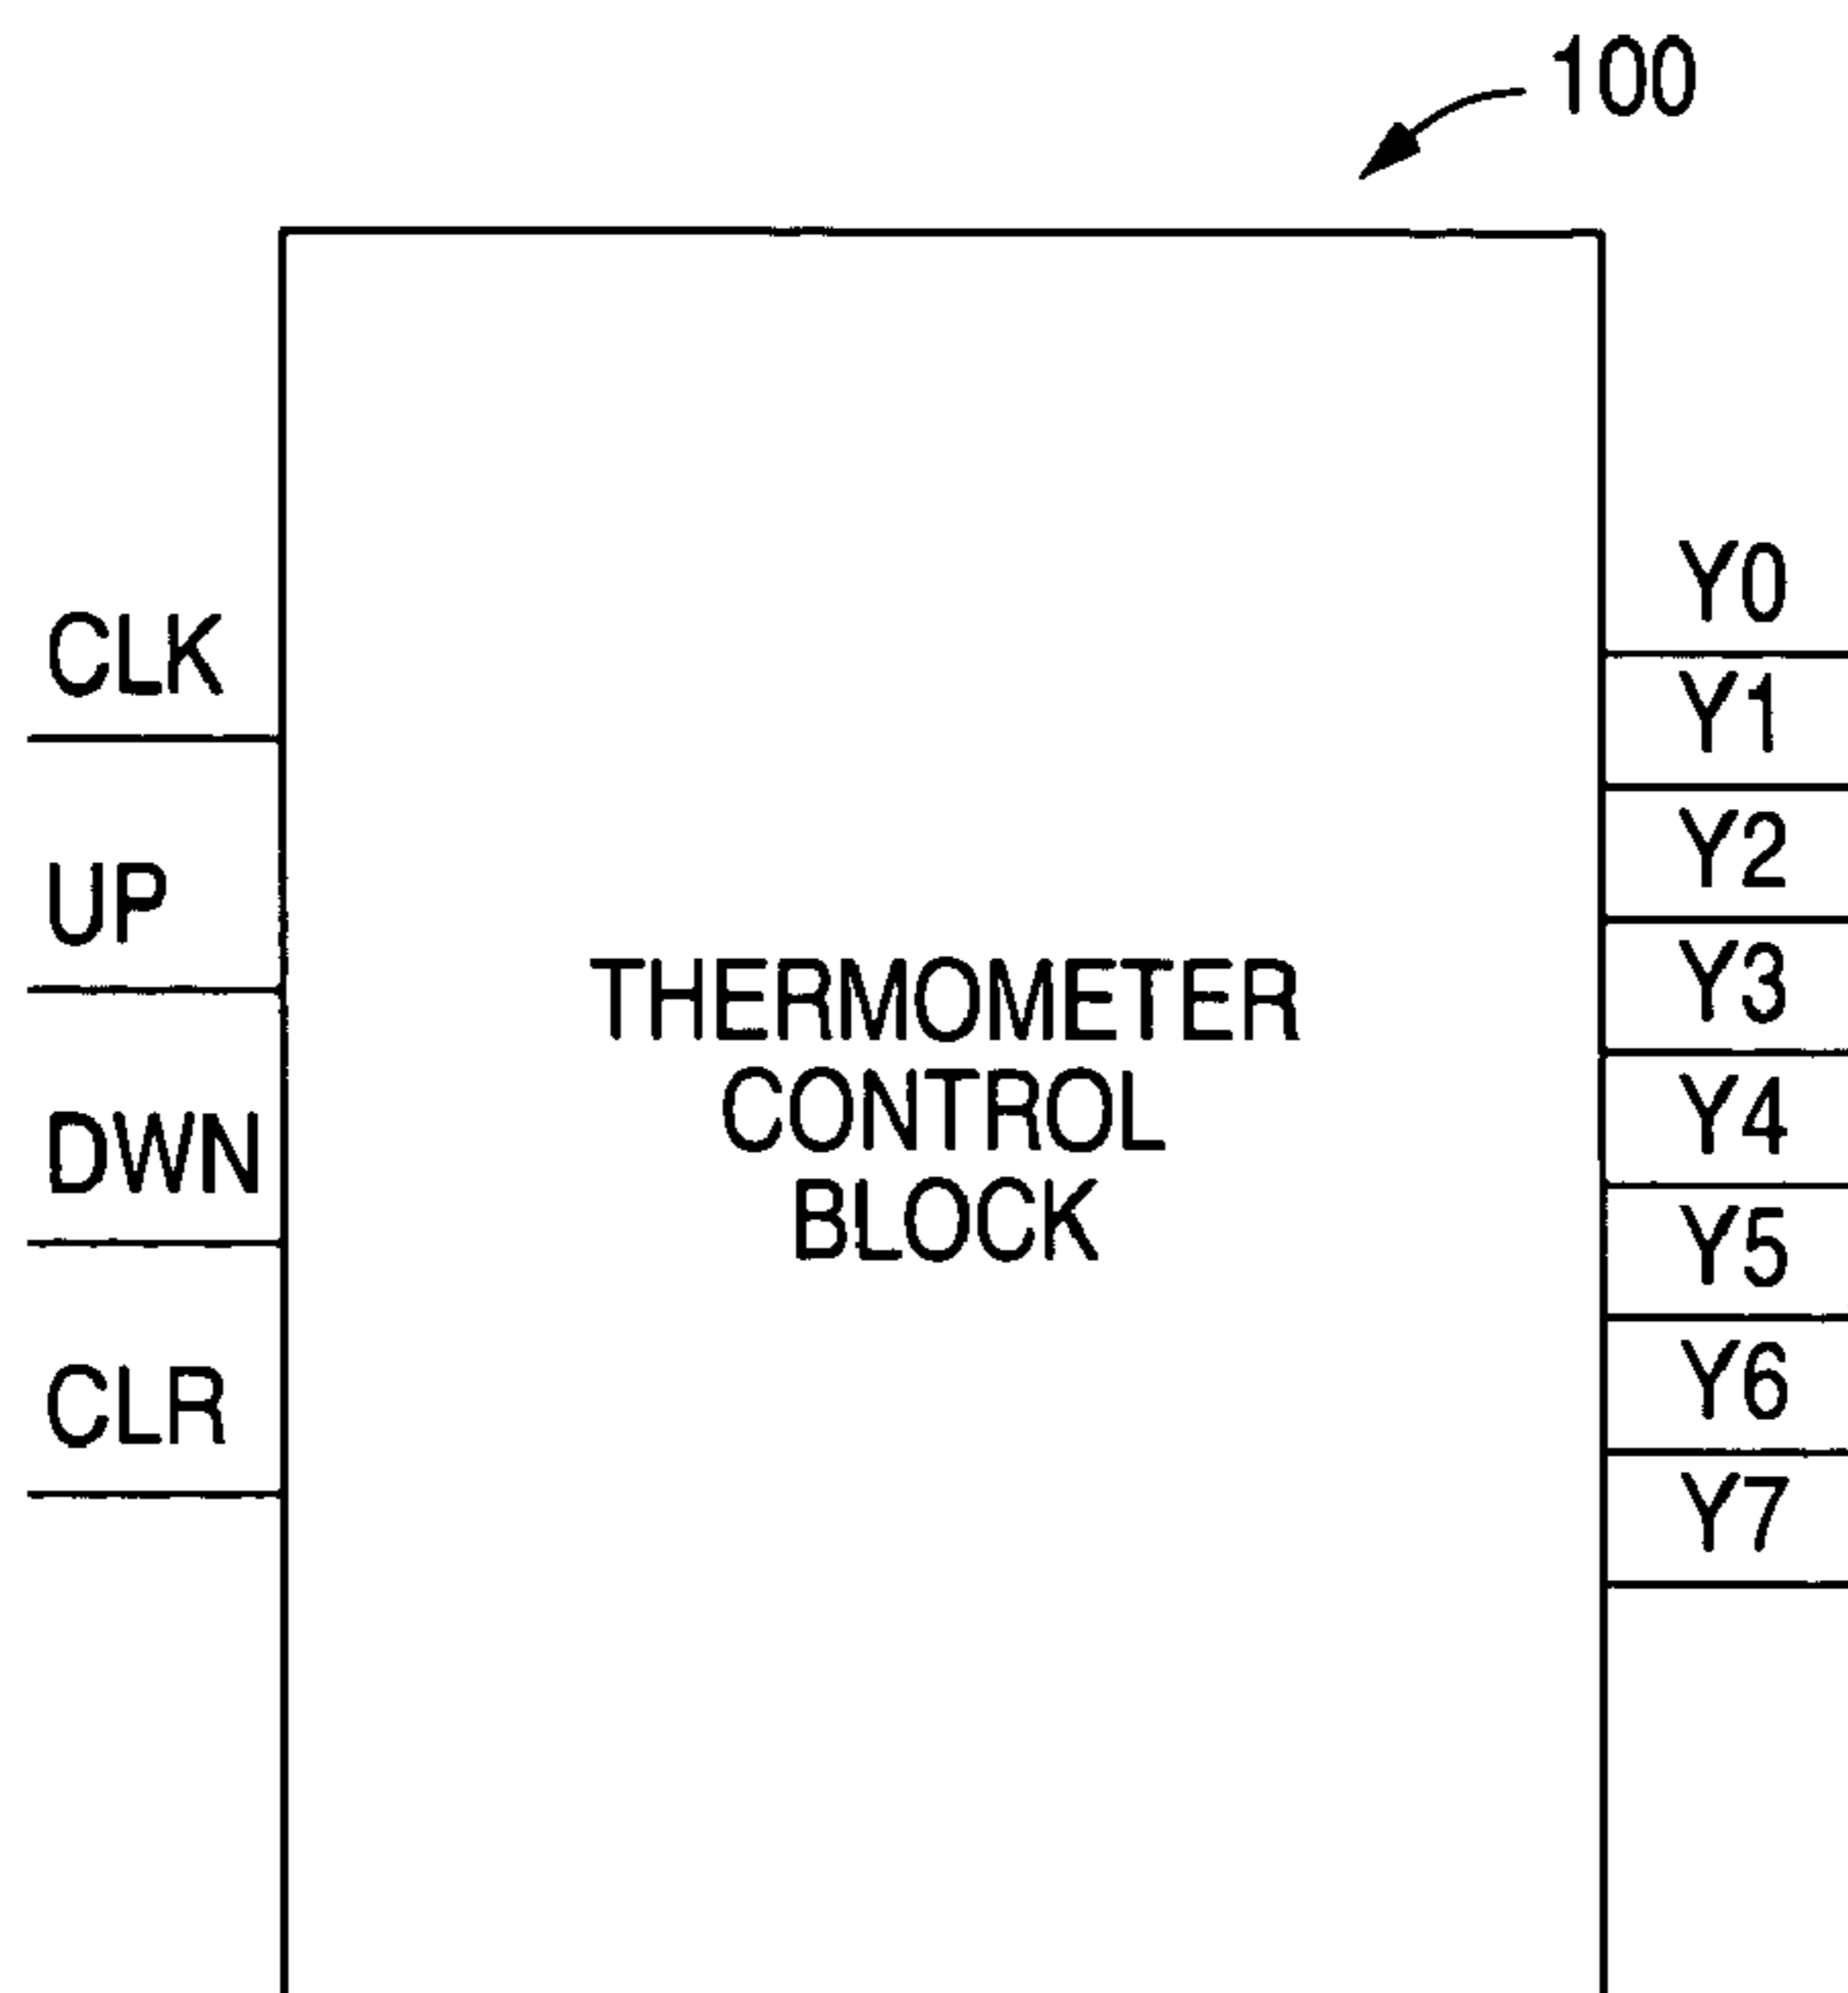 100
CLK
UP
DWN
CLR
THERMOMETER
CONTROL
BLOCK
Y0
Y1
Y2
Y3
Y4
Y5
Y6
Y7